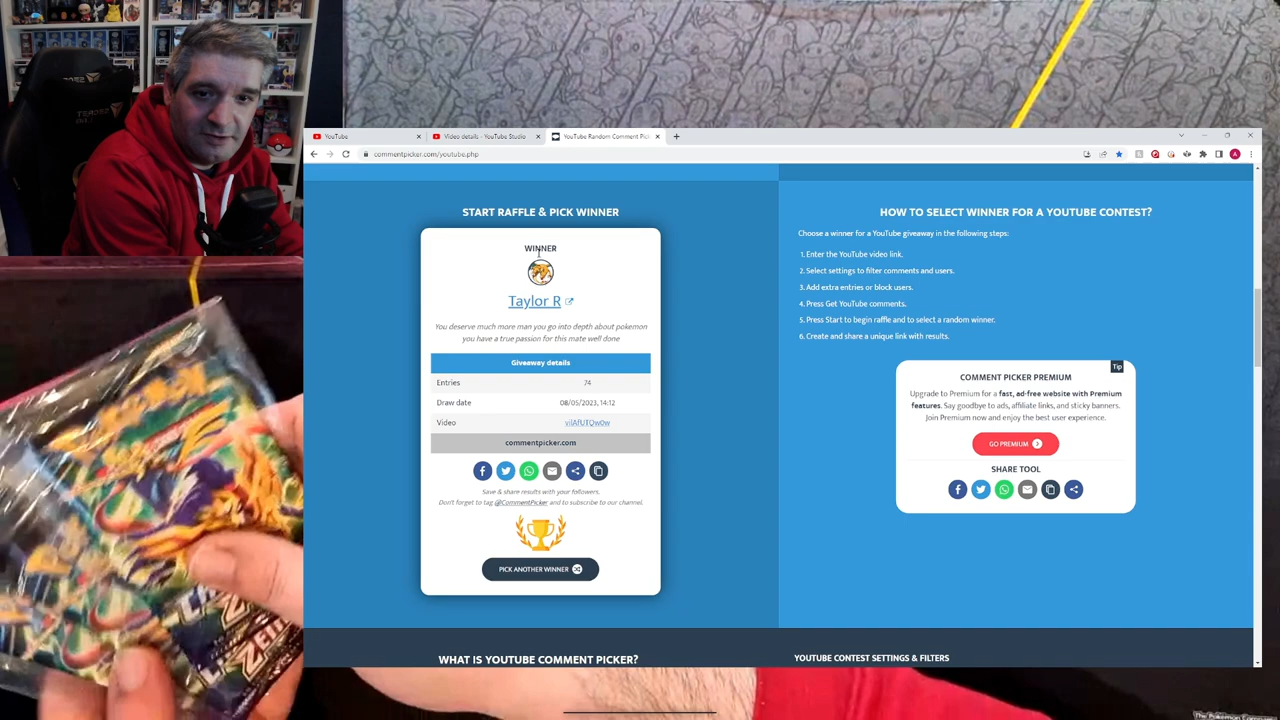 YouTube
Video details - YouTube Studio
YouTube Random Comment Pic
commentpicker.com/youtube.php
START RAFFLE & PICK WINNER
WINNER
Taylor R
You deserve much more man you go into depth about pokemon
you have a true passion for this mate well done
Giveaway details
Entries 74
Draw date 08/05/2023, 14:12
Video
commentpicker.com
Save & share results with your followers.
Don't forget to tag @CommentPicker and to subscribe to our channel.
PICK ANOTHER WINNER
HOW TO SELECT WINNER FOR A YOUTUBE CONTEST?
Choose a winner for a YouTube giveaway in the following steps:
1. Enter the YouTube video link.
2. Select settings to filter comments and users.
3. Add extra entries or block users.
4. Press Get YouTube comments.
5. Press Start to begin raffle and to select a random winner.
6. Create and share a unique link with results.
Tip
COMMENT PICKER PREMIUM
Upgrade to Premium for a fast, ad-free website with Premium
features. Say goodbye to ads, affiliate links, and sticky banners.
Join Premium now and enjoy the best user experience.
GO PREMIUM
SHARE TOOL
WHAT IS YOUTUBE COMMENT PICKER?
YOUTUBE CONTEST SETTINGS & FILTERS